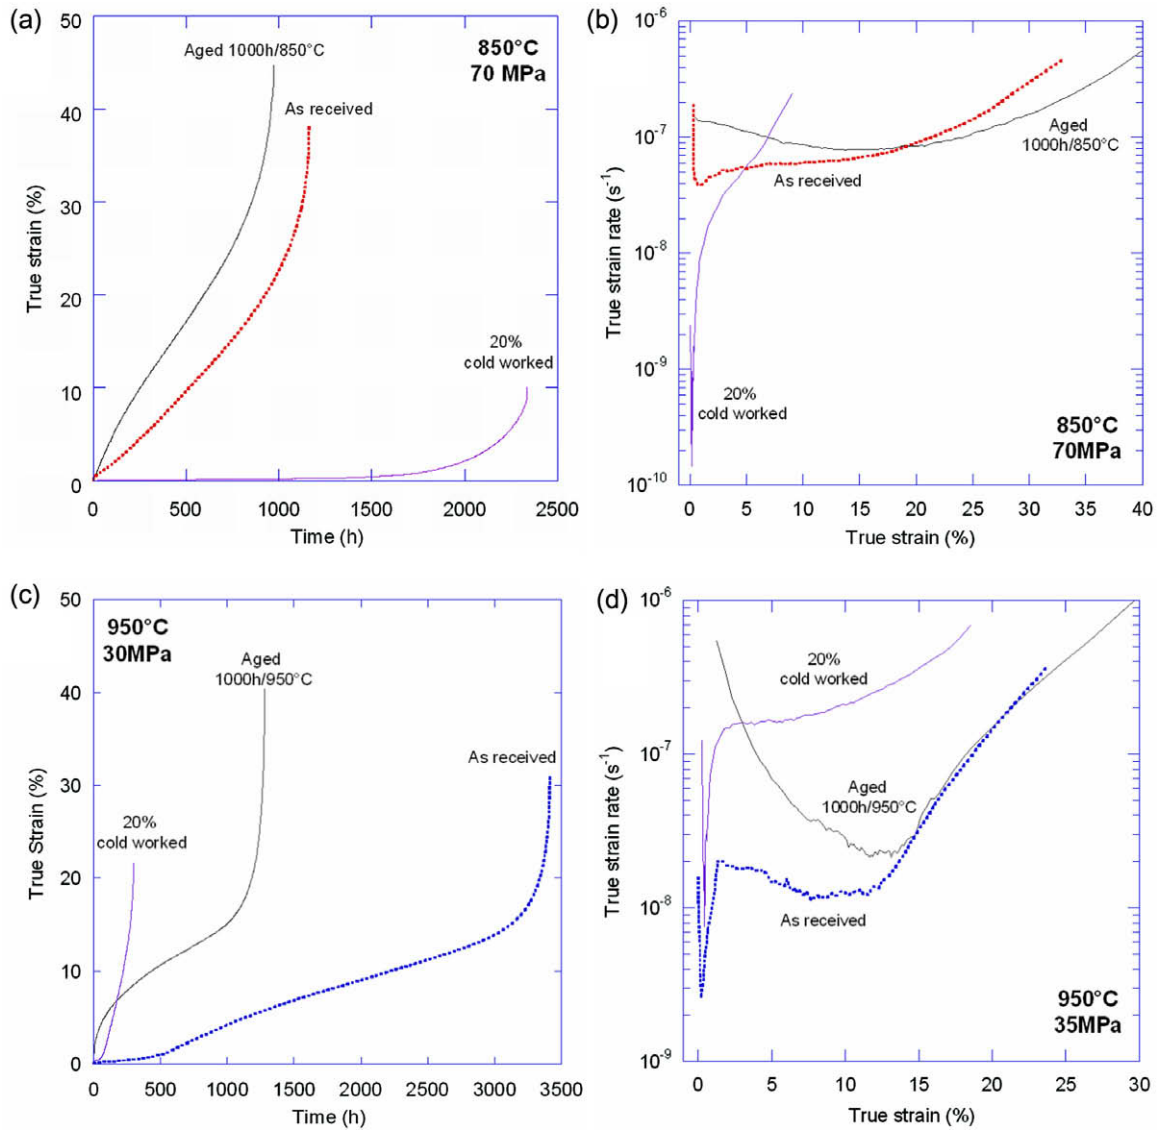 (a)
50
40
30
20
10
0
True strain (%)
Aged 1000h/850°C
As received
20%
cold worked
850°C
70 MPa
0 500 1000 1500 2000 2500
Time (h)
(b)
10⁻⁶
10⁻⁷
10⁻⁸
10⁻⁹
10⁻¹⁰
True strain rate (s⁻¹)
Aged
1000h/850°C
As received
20%
cold worked
850°C
70MPa
0 5 10 15 20 25 30 35 40
True strain (%)
(c)
50
40
30
20
10
0
True Strain (%)
950°C
30MPa
Aged
1000h/950°C
As received
20%
cold worked
0 500 1000 1500 2000 2500 3000 3500
Time (h)
(d)
10⁻⁶
10⁻⁷
10⁻⁸
10⁻⁹
True strain rate (s⁻¹)
20%
cold worked
Aged
1000h/950°C
As received
950°C
35MPa
0 5 10 15 20 25 30
True strain (%)